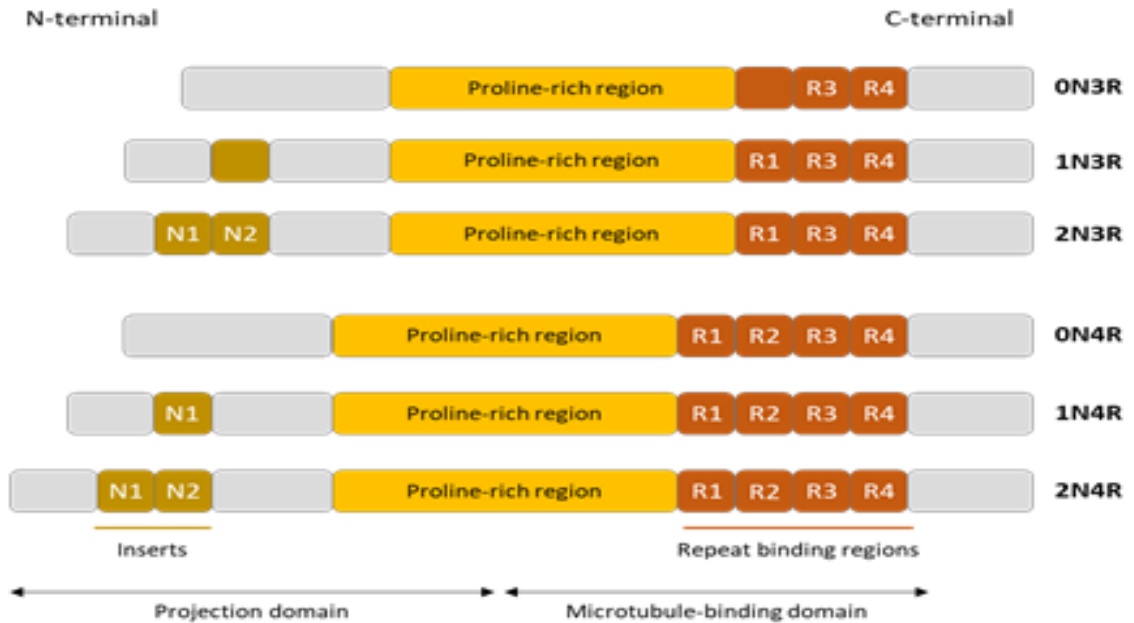 N-terminal C-terminal
Proline-rich region R3 R4 0N3R
Proline-rich region R1 R3 R4 1N3R
N1 N2 Proline-rich region R1 R3 R4 2N3R
Proline-rich region R1 R2 R3 R4 0N4R
N1 Proline-rich region R1 R2 R3 R4 1N4R
N1 N2 Proline-rich region R1 R2 R3 R4 2N4R
Inserts Repeat binding regions
Projection domain Microtubule-binding domain